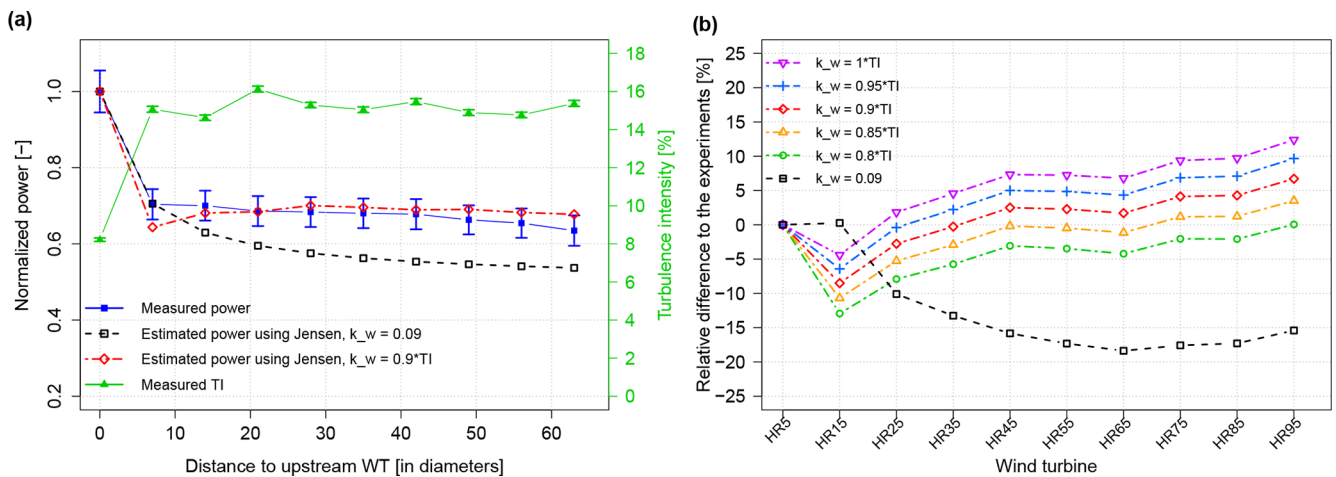 (a)
Normalized power [-]
1.0
0.8
0.6
0.4
0.2
18
16
14
12
10
8
6
4
2
0
Turbulence intensity [%]
Measured power
Estimated power using Jensen, k_w = 0.09
Estimated power using Jensen, k_w = 0.9*TI
Measured TI
0 10 20 30 40 50 60
Distance to upstream WT [in diameters]
(b)
Relative difference to the experiments [%]
25
20
15
10
5
0
−5
−10
−15
−20
−25
k_w = 1*TI
k_w = 0.95*TI
k_w = 0.9*TI
k_w = 0.85*TI
k_w = 0.8*TI
k_w = 0.09
HR5 HR15 HR25 HR35 HR45 HR55 HR65 HR75 HR85 HR95
Wind turbine